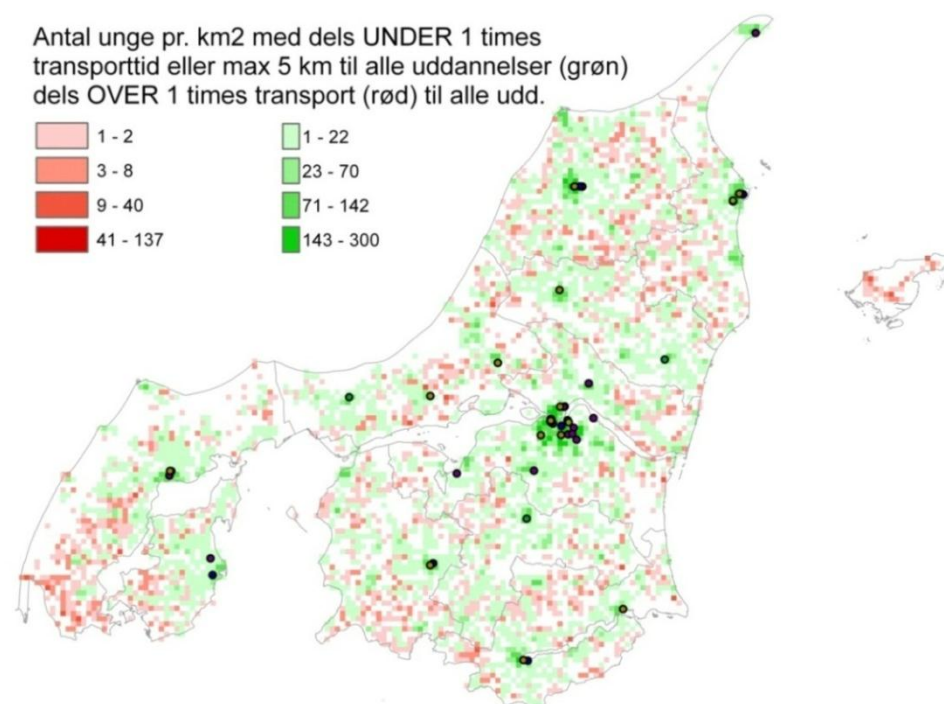 Antal unge pr. km2 med dels UNDER 1 times
transporttid eller max 5 km til alle uddannelser (grøn)
dels OVER 1 times transport (rød) til alle udd.
1 - 2
1 - 22
3 - 8
23 - 70
9 - 40
71 - 142
41 - 137
143 - 300